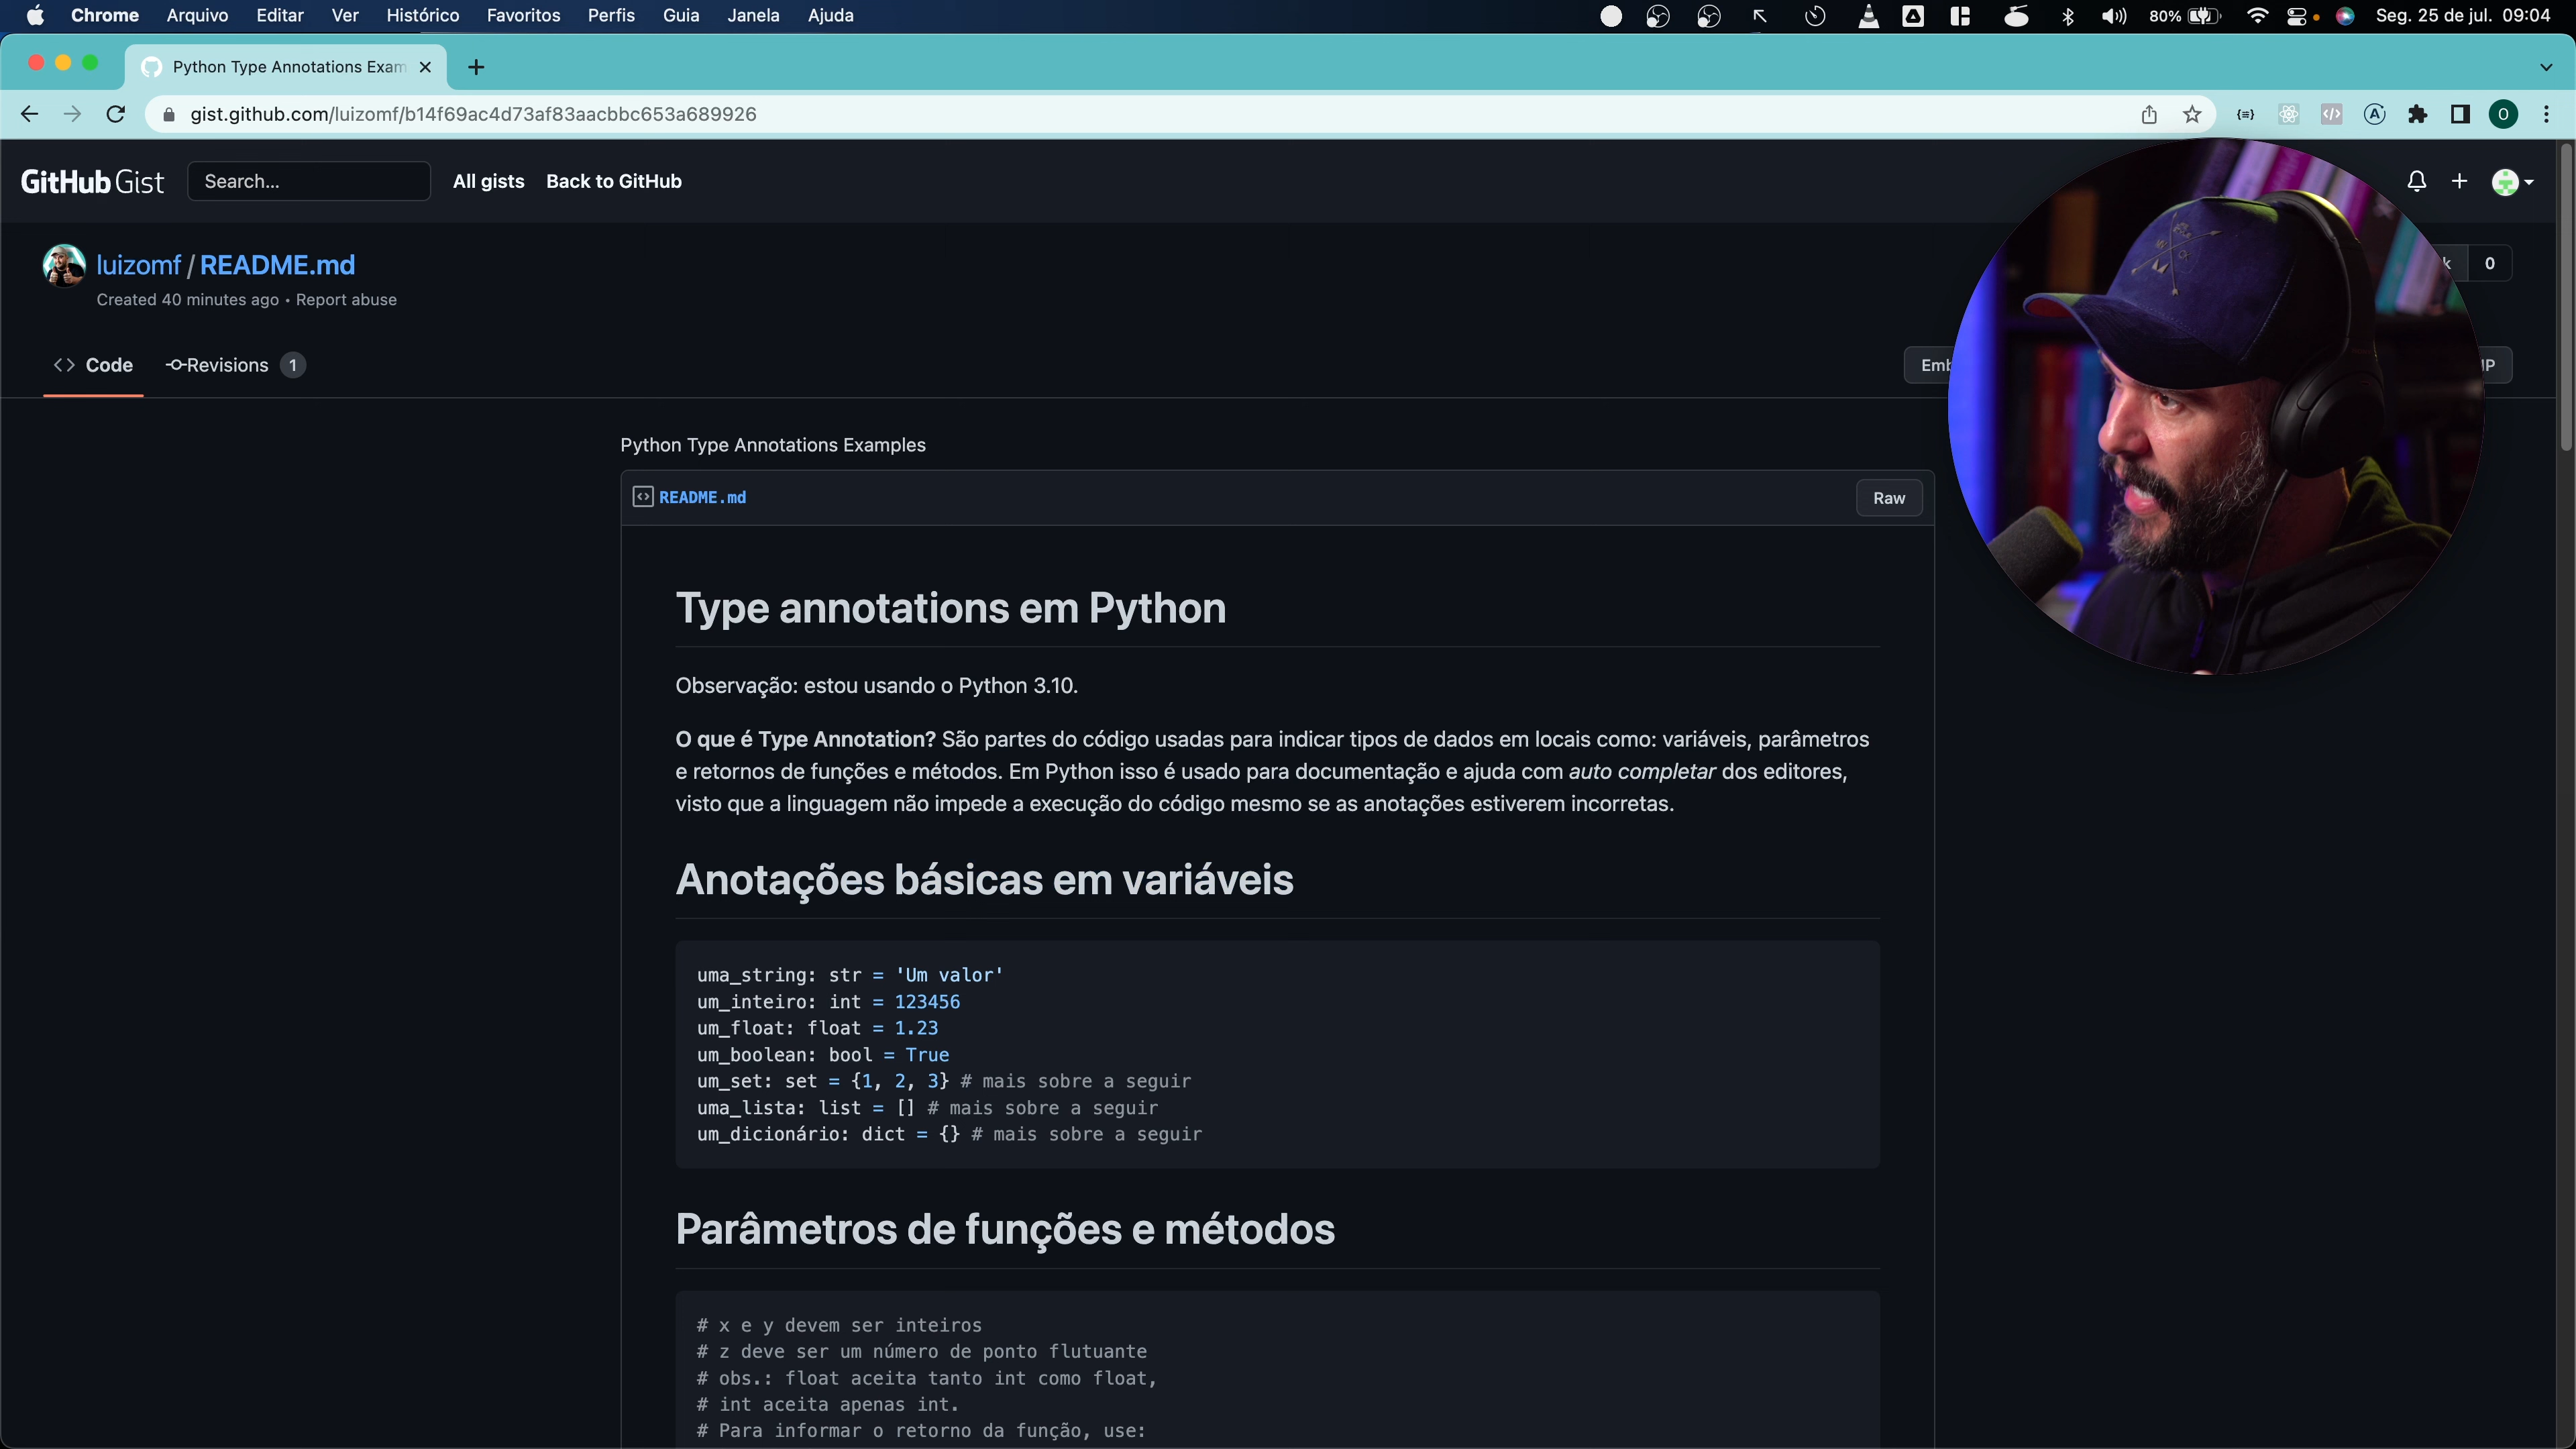 Chrome Arquivo Editar Ver Histórico Favoritos Perfis Guia Janela Ajuda 80% Seg. 25 de jul. 09:04
Python Type Annotations Exam
gist.github.com/luizomf/b14f69ac4d73af83aacbbc653a689926
O
GitHub Gist Search... All gists Back to GitHub
luizomf / README.md 0
Created 40 minutes ago • Report abuse
Code Revisions 1
Python Type Annotations Examples
README.md Raw
Type annotations em Python
Observação: estou usando o Python 3.10.
O que é Type Annotation? São partes do código usadas para indicar tipos de dados em locais como: variáveis, parâmetros
e retornos de funções e métodos. Em Python isso é usado para documentação e ajuda com auto completar dos editores,
visto que a linguagem não impede a execução do código mesmo se as anotações estiverem incorretas.
Anotações básicas em variáveis
uma_string: str = 'Um valor'
um_inteiro: int = 123456
um_float: float = 1.23
um_boolean: bool = True
um_set: set = {1, 2, 3} # mais sobre a seguir
uma_lista: list = [] # mais sobre a seguir
um_dicionário: dict = {} # mais sobre a seguir
Parâmetros de funções e métodos
# x e y devem ser inteiros
# z deve ser um número de ponto flutuante
# obs.: float aceita tanto int como float,
# int aceita apenas int.
# Para informar o retorno da função, use: